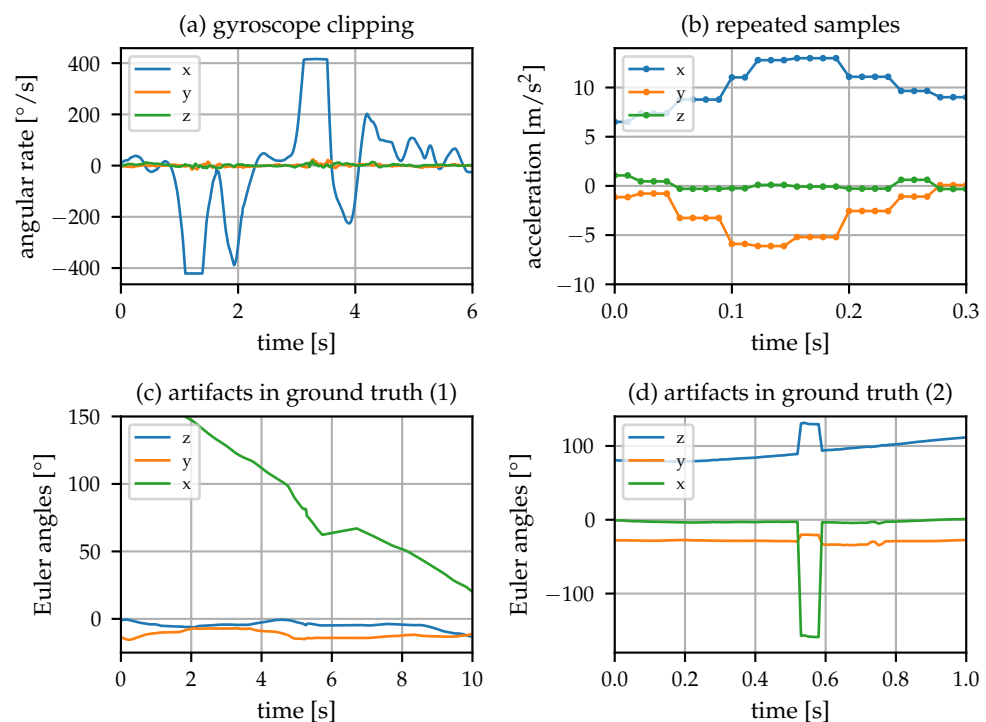 (a) gyroscope clipping
angular rate [°/s]
400
200
0
−200
−400
x
y
z
0 2 4 6
time [s]
(b) repeated samples
acceleration [m/s²]
10
5
0
−5
−10
x
y
z
0.0 0.1 0.2 0.3
time [s]
(c) artifacts in ground truth (1)
Euler angles [°]
150
100
50
0
z
y
x
0 2 4 6 8 10
time [s]
(d) artifacts in ground truth (2)
Euler angles [°]
100
0
−100
z
y
x
0.0 0.2 0.4 0.6 0.8 1.0
time [s]